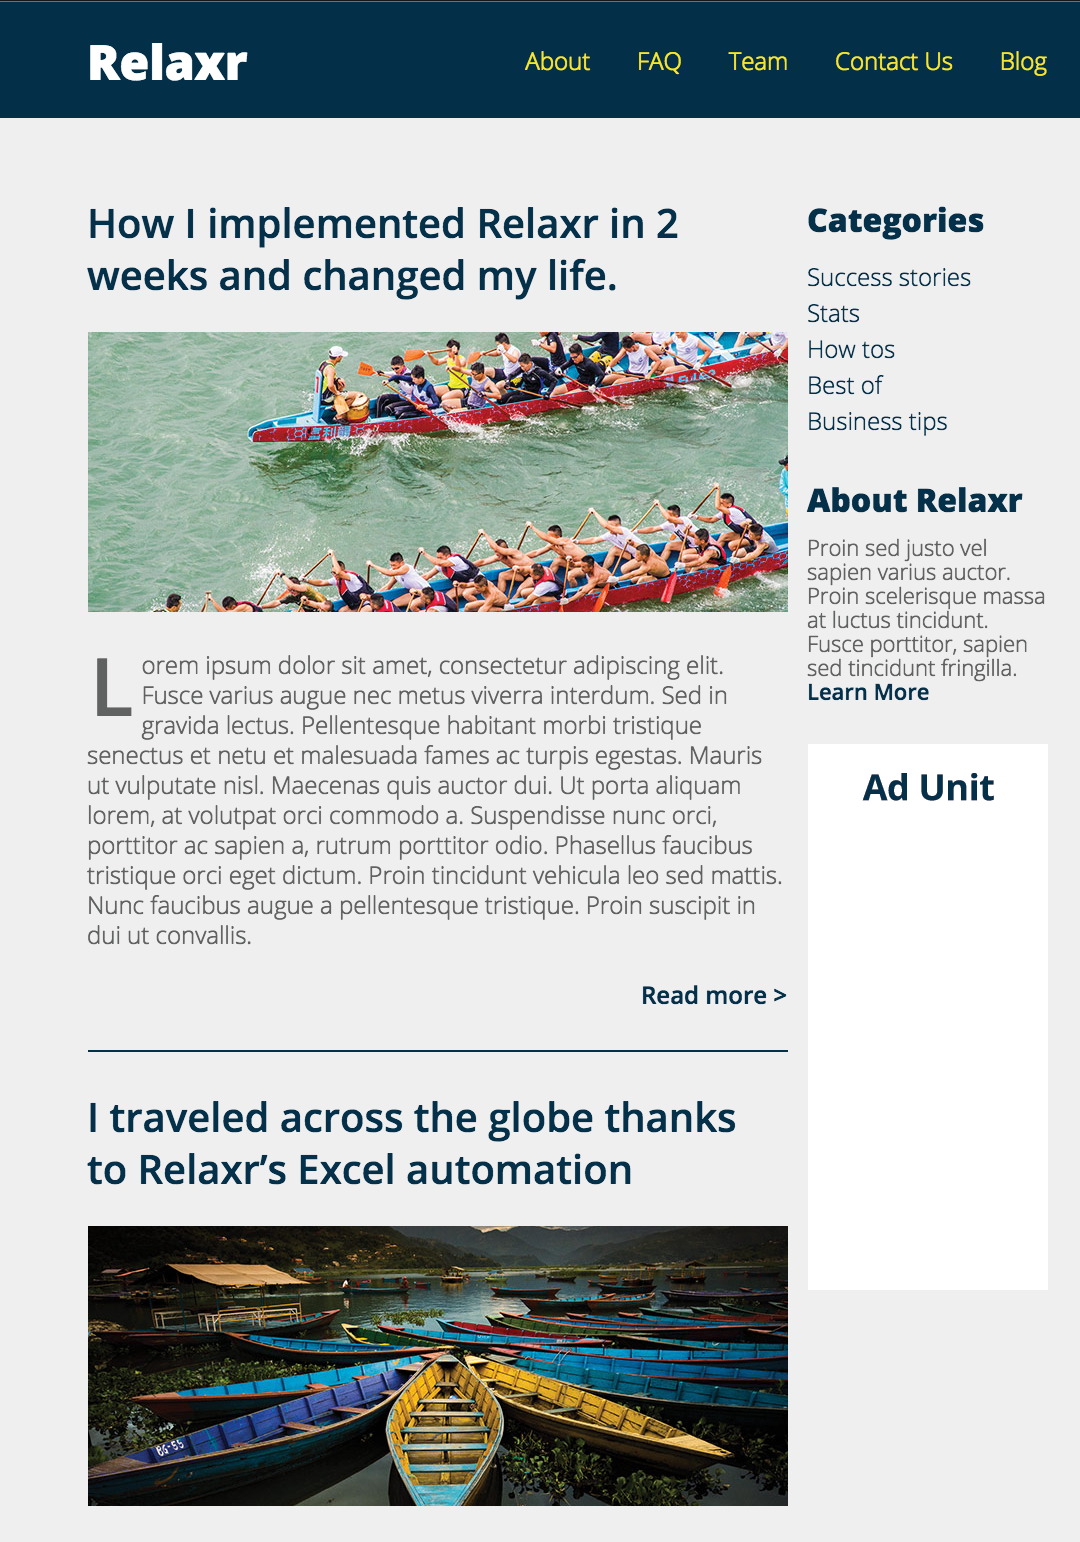 Relaxr
About FAQ Team Contact Us Blog
How I implemented Relaxr in 2
weeks and changed my life.
Lorem ipsum dolor sit amet, consectetur adipiscing elit.
Fusce varius augue nec metus viverra interdum. Sed in
gravida lectus. Pellentesque habitant morbi tristique
senectus et netu et malesuada fames ac turpis egestas. Mauris
ut vulputate nisl. Maecenas quis auctor dui. Ut porta aliquam
lorem, at volutpat orci commodo a. Suspendisse nunc orci,
porttitor ac sapien a, rutrum porttitor odio. Phasellus faucibus
tristique orci eget dictum. Proin tincidunt vehicula leo sed mattis.
Nunc faucibus augue a pellentesque tristique. Proin suscipit in
dui ut convallis.
Read more >
I traveled across the globe thanks
to Relaxr’s Excel automation
BG-55
Categories
Success stories
Stats
How tos
Best of
Business tips
About Relaxr
Proin sed justo vel
sapien varius auctor.
Proin scelerisque massa
at luctus tincidunt.
Fusce porttitor, sapien
sed tincidunt fringilla.
Learn More
Ad Unit